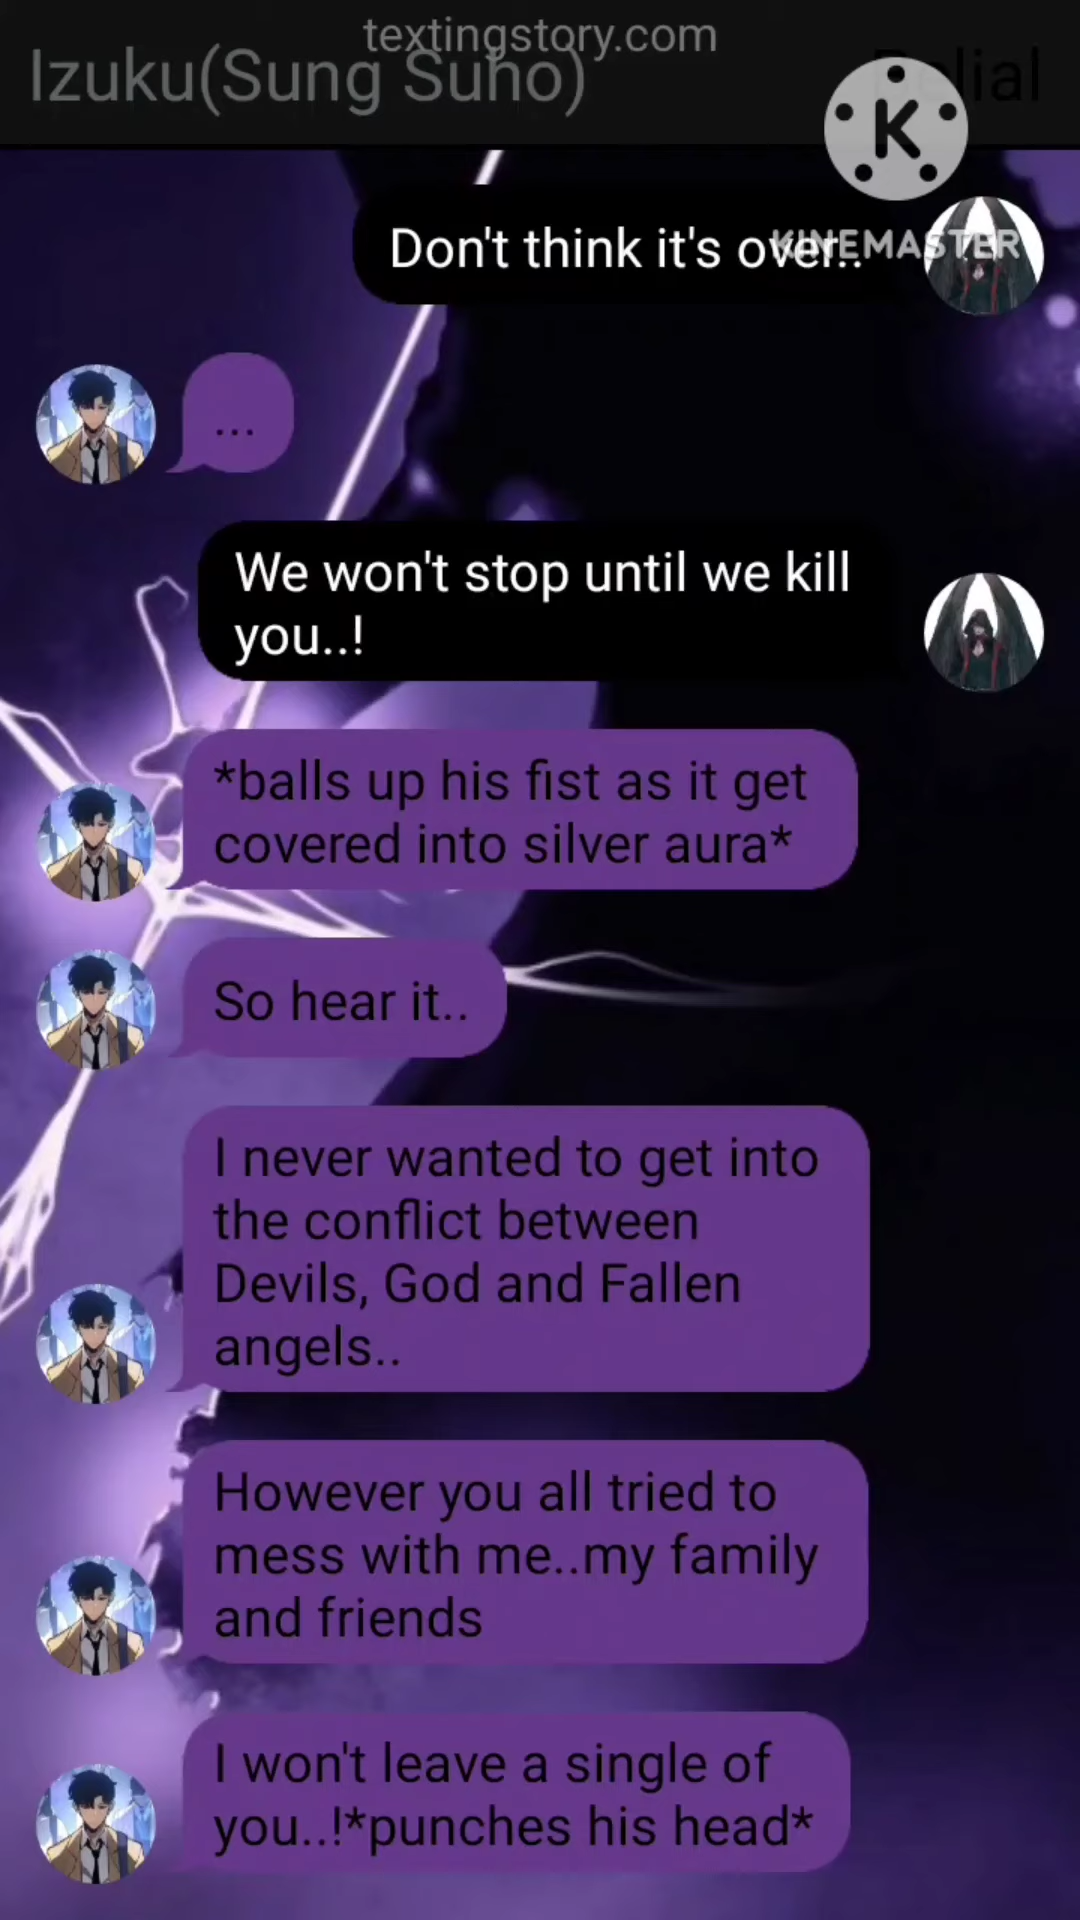 textingstory.com
Izuku(Sung Suho)
K
Don't think it's over..
KINEMASTER
...
We won't stop until we kill
you..!
*balls up his fist as it get
covered into silver aura*
So hear it..
I never wanted to get into
the conflict between
Devils, God and Fallen
angels..
However you all tried to
mess with me..my family
and friends
I won't leave a single of
you..!*punches his head*